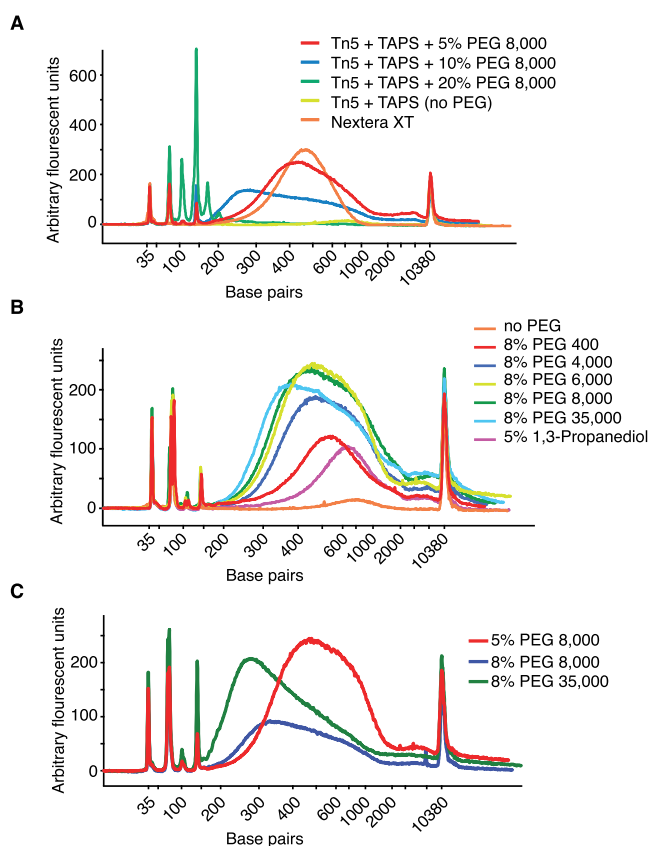 A
Tn5 + TAPS + 5% PEG 8,000
Tn5 + TAPS + 10% PEG 8,000
Tn5 + TAPS + 20% PEG 8,000
Tn5 + TAPS (no PEG)
Nextera XT
Arbitrary flourescent units
600
400
200
0
35 100 200 300 400 600 1000 2000 10380
Base pairs
B
no PEG
8% PEG 400
8% PEG 4,000
8% PEG 6,000
8% PEG 8,000
8% PEG 35,000
5% 1,3-Propanediol
Arbitrary flourescent units
200
100
0
35 100 200 300 400 600 1000 2000 10380
Base pairs
C
5% PEG 8,000
8% PEG 8,000
8% PEG 35,000
Arbitrary flourescent units
200
100
0
35 100 200 300 400 600 1000 2000 10380
Base pairs